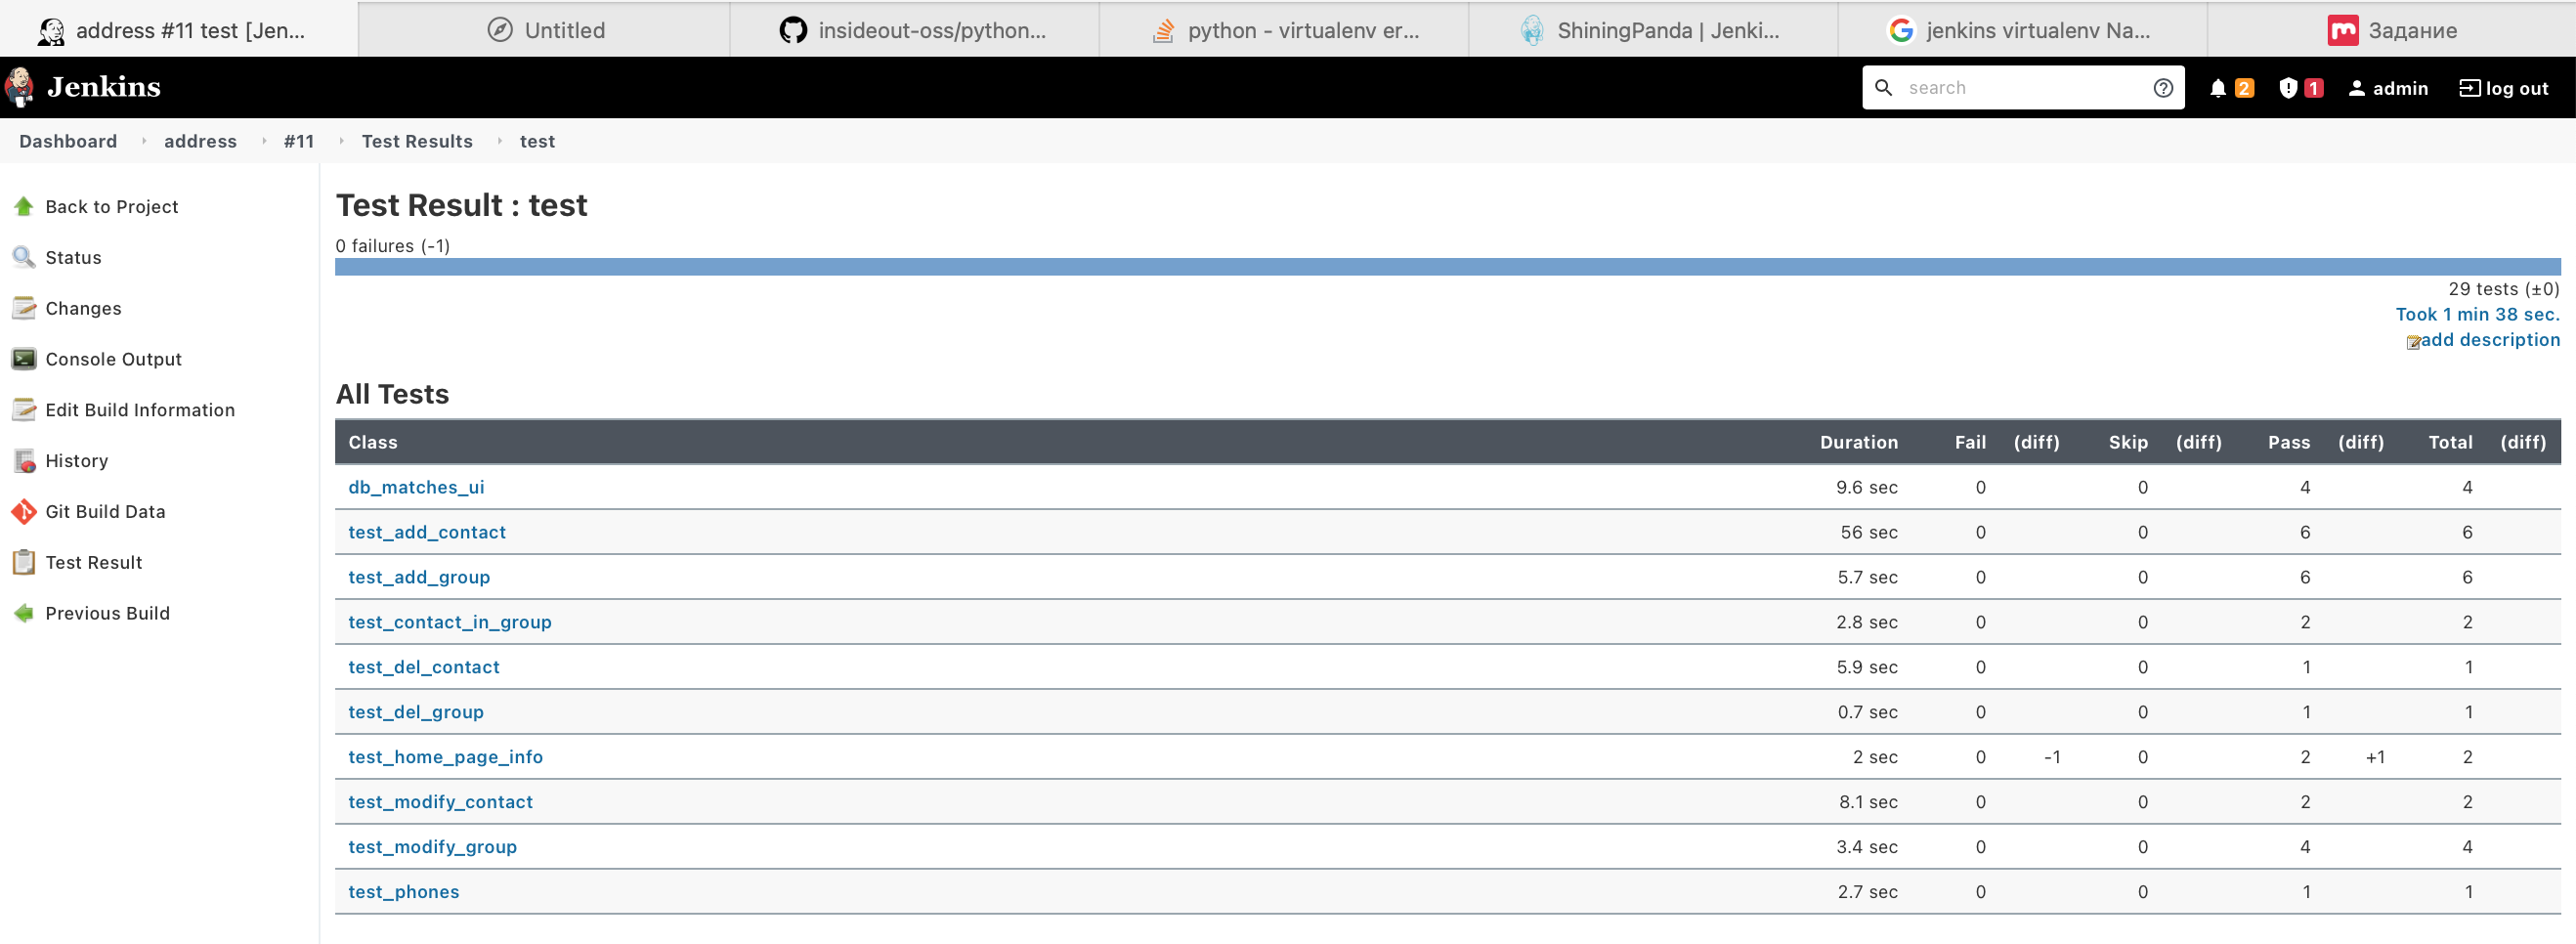 address #11 test [Jen... Untitled insideout-oss/python... python - virtualenv er... ShiningPanda | Jenki... jenkins virtualenv Na... Задание
Jenkins search 2 1 admin log out
Dashboard address #11 Test Results test
Back to Project
Status
Changes
Console Output
Edit Build Information
History
Git Build Data
Test Result
Previous Build
Test Result : test
0 failures (-1)
29 tests (±0)
Took 1 min 38 sec.
add description
All Tests
Class Duration Fail (diff) Skip (diff) Pass (diff) Total (diff)
db_matches_ui 9.6 sec 0 0 4 4
test_add_contact 56 sec 0 0 6 6
test_add_group 5.7 sec 0 0 6 6
test_contact_in_group 2.8 sec 0 0 2 2
test_del_contact 5.9 sec 0 0 1 1
test_del_group 0.7 sec 0 0 1 1
test_home_page_info 2 sec 0 -1 0 2 +1 2
test_modify_contact 8.1 sec 0 0 2 2
test_modify_group 3.4 sec 0 0 4 4
test_phones 2.7 sec 0 0 1 1